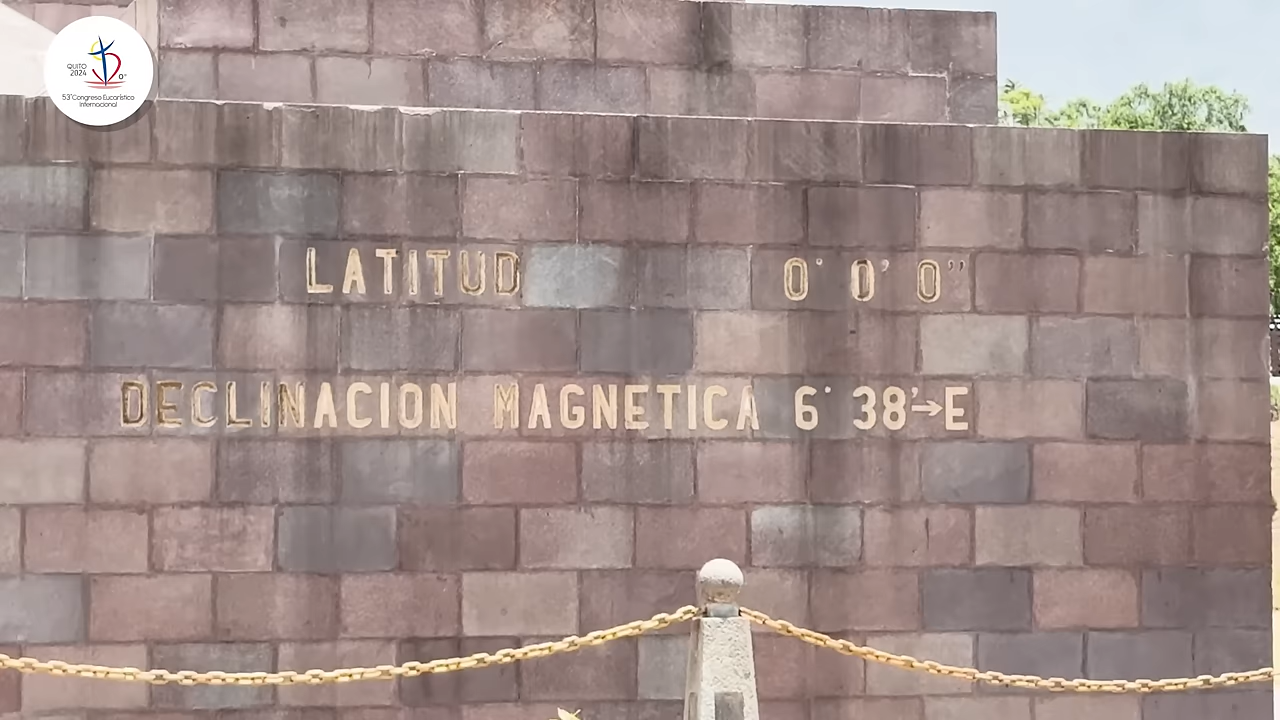 QUITO
2024
53°Congreso Eucarístico
Internacional
LATITUD 0° 0' 0"
DECLINACION MAGNETICA 6° 38'→E